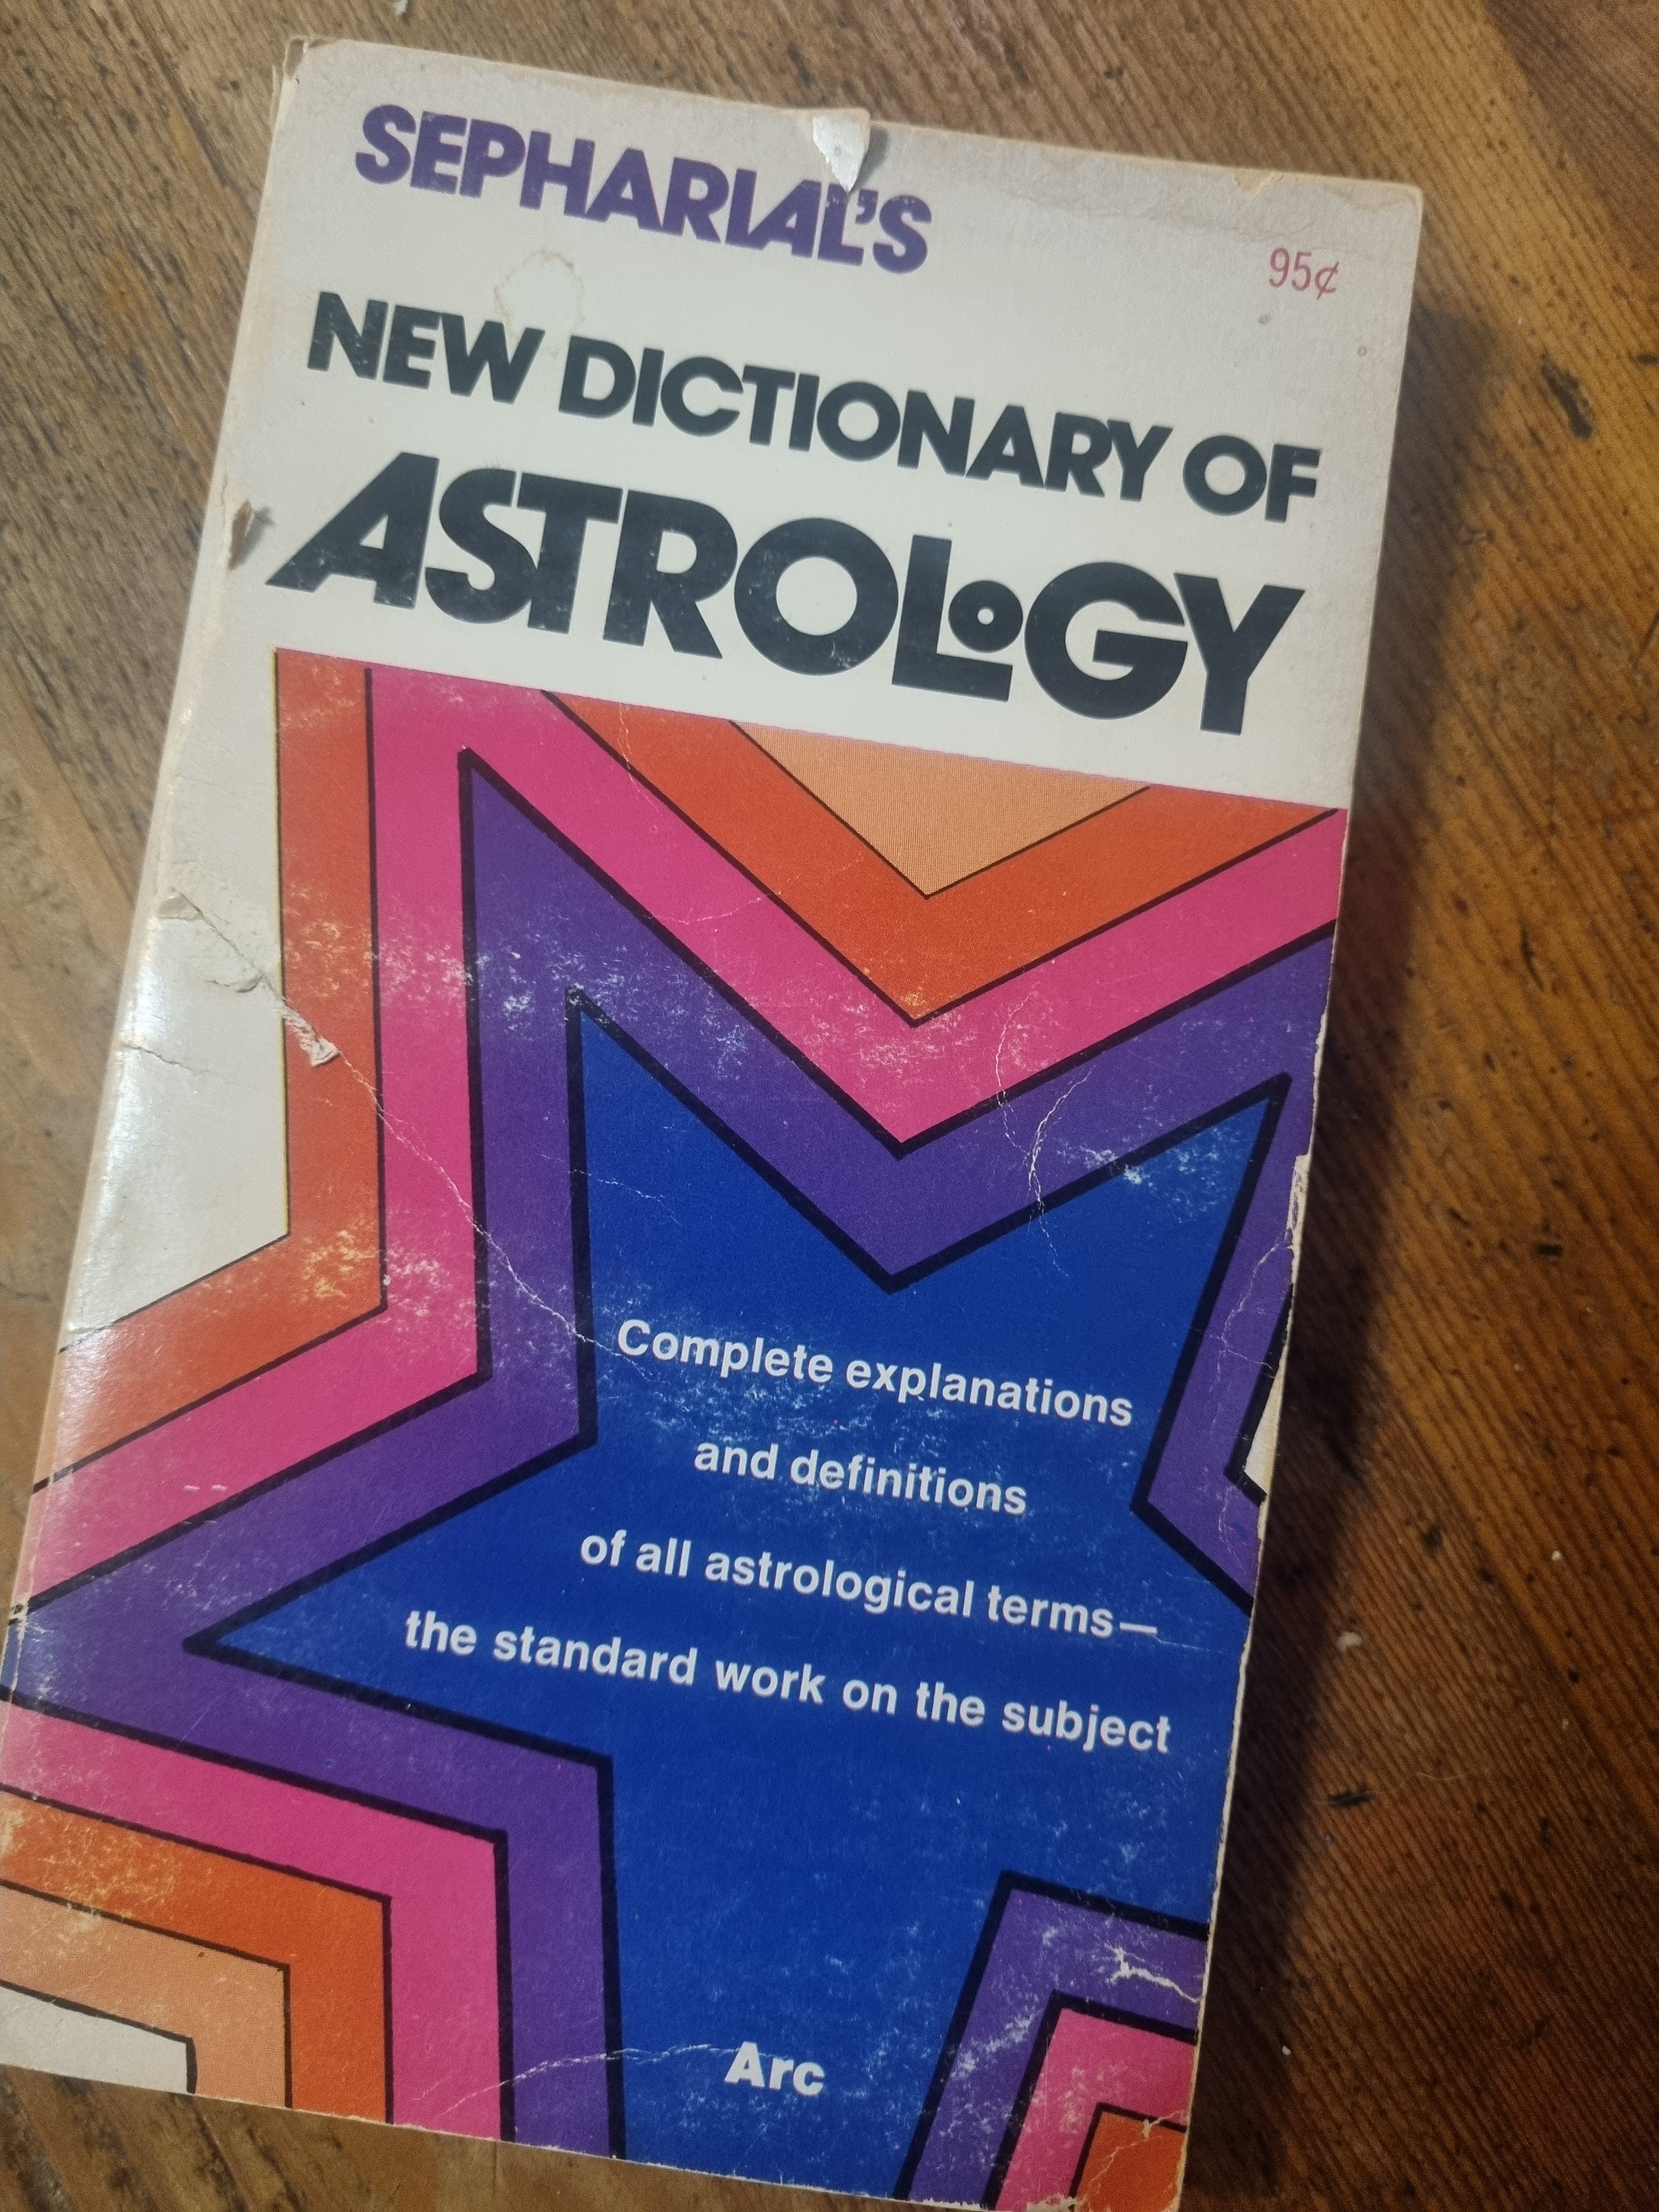 SEPHARIAL'S
95¢
NEW DICTIONARY OF
ASTROLOGY
Complete explanations
and definitions
of all astrological terms—
the standard work on the subject
Arc